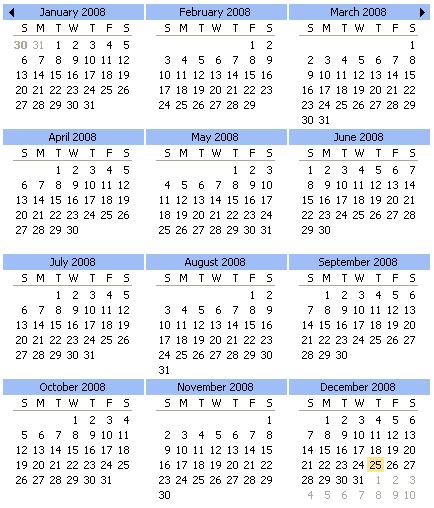 January 2008
S M T W T F S
30 31 1 2 3 4 5
6 7 8 9 10 11 12
13 14 15 16 17 18 19
20 21 22 23 24 25 26
27 28 29 30 31
February 2008
S M T W T F S
1 2
3 4 5 6 7 8 9
10 11 12 13 14 15 16
17 18 19 20 21 22 23
24 25 26 27 28 29
March 2008
S M T W T F S
1
2 3 4 5 6 7 8
9 10 11 12 13 14 15
16 17 18 19 20 21 22
23 24 25 26 27 28 29
30 31
April 2008
S M T W T F S
1 2 3 4 5
6 7 8 9 10 11 12
13 14 15 16 17 18 19
20 21 22 23 24 25 26
27 28 29 30
May 2008
S M T W T F S
1 2 3
4 5 6 7 8 9 10
11 12 13 14 15 16 17
18 19 20 21 22 23 24
25 26 27 28 29 30 31
June 2008
S M T W T F S
1 2 3 4 5 6 7
8 9 10 11 12 13 14
15 16 17 18 19 20 21
22 23 24 25 26 27 28
29 30
July 2008
S M T W T F S
1 2 3 4 5
6 7 8 9 10 11 12
13 14 15 16 17 18 19
20 21 22 23 24 25 26
27 28 29 30 31
August 2008
S M T W T F S
1 2
3 4 5 6 7 8 9
10 11 12 13 14 15 16
17 18 19 20 21 22 23
24 25 26 27 28 29 30
31
September 2008
S M T W T F S
1 2 3 4 5 6
7 8 9 10 11 12 13
14 15 16 17 18 19 20
21 22 23 24 25 26 27
28 29 30
October 2008
S M T W T F S
1 2 3 4
5 6 7 8 9 10 11
12 13 14 15 16 17 18
19 20 21 22 23 24 25
26 27 28 29 30 31
November 2008
S M T W T F S
1
2 3 4 5 6 7 8
9 10 11 12 13 14 15
16 17 18 19 20 21 22
23 24 25 26 27 28 29
30
December 2008
S M T W T F S
1 2 3 4 5 6
7 8 9 10 11 12 13
14 15 16 17 18 19 20
21 22 23 24 25 26 27
28 29 30 31 1 2 3
4 5 6 7 8 9 10